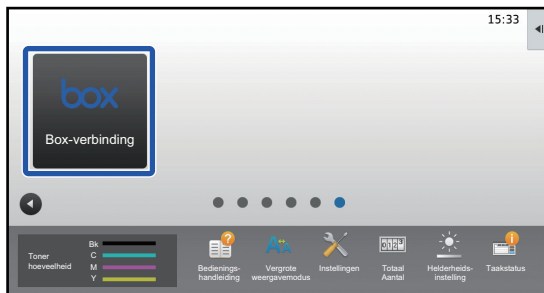 15:33
box
Box-verbinding
Toner
hoeveelheid
Bk
C
M
Y
Bedienings-
handleiding
Vergrote
weergavemodus
Instellingen
Totaal
Aantal
Helderheids-
instelling
Taakstatus